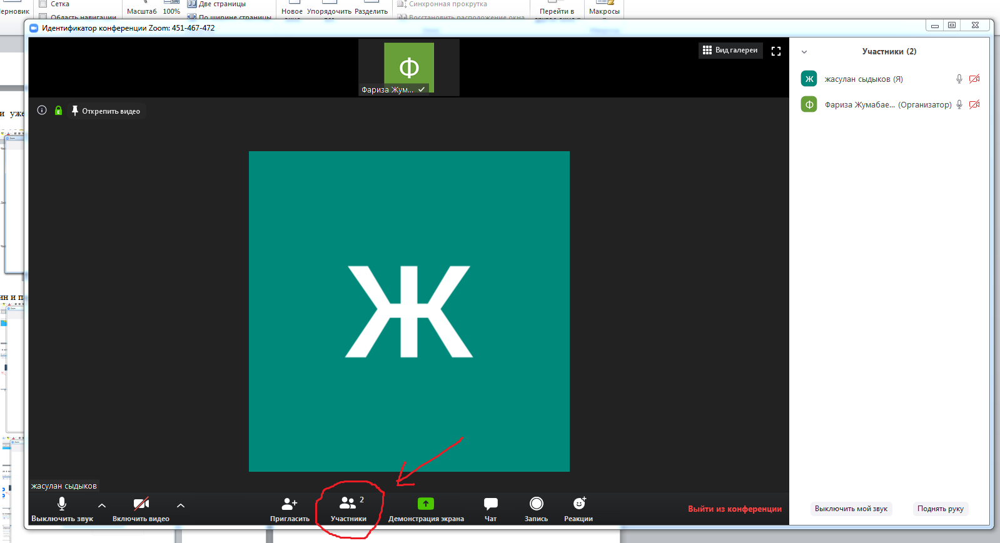 Сетка
Две страницы
Синхронная прокрутка
Масштаб 100%
Новое Упорядочить Разделить
Перейти в
Макросы
Область навигации
По ширине страницы
Восстановить расположение окна
Идентификатор конференции Zoom: 451-467-472
Ф
Фариза Жум...
Вид галереи
Открепить видео
и уже
ин и п
Ж
жасулан сыдыков
Выключить звук
Включить видео
Пригласить
Участники 2
Демонстрация экрана
Чат
Запись
Реакции
Выйти из конференции
Участники (2)
Ж жасулан сыдыков (Я)
Ф Фариза Жумабае... (Организатор)
Выключить мой звук
Поднять руку